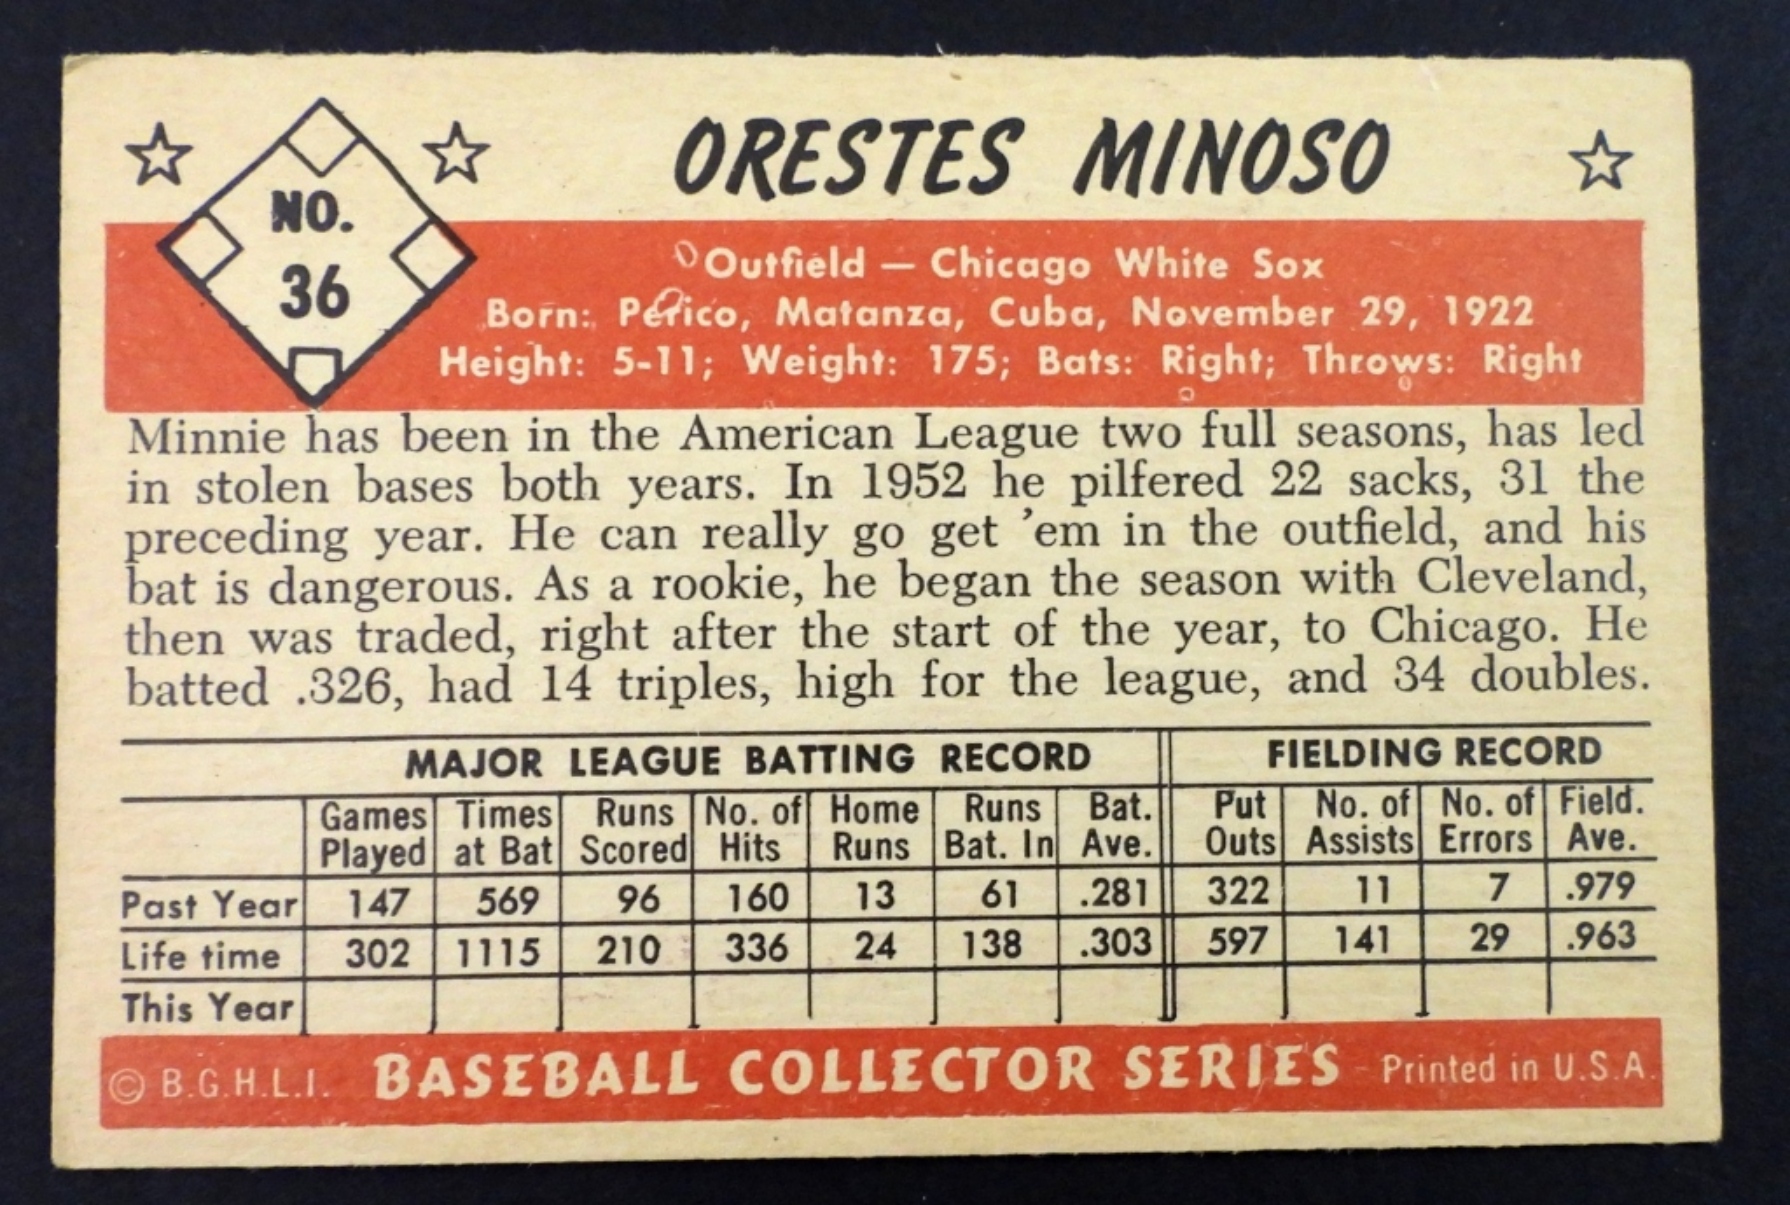 NO.
36
ORESTES MINOSO
Outfield — Chicago White Sox
Born: Perico, Matanza, Cuba, November 29, 1922
Height: 5-11; Weight: 175; Bats: Right; Throws: Right
Minnie has been in the American League two full seasons, has led
in stolen bases both years. In 1952 he pilfered 22 sacks, 31 the
preceding year. He can really go get 'em in the outfield, and his
bat is dangerous. As a rookie, he began the season with Cleveland,
then was traded, right after the start of the year, to Chicago. He
batted .326, had 14 triples, high for the league, and 34 doubles.
MAJOR LEAGUE BATTING RECORD FIELDING RECORD
Games Times Runs No. of Home Runs Bat. Put No. of No. of Field.
Played at Bat Scored Hits Runs Bat. In Ave. Outs Assists Errors Ave.
Past Year 147 569 96 160 13 61 .281 322 11 7 .979
Life time 302 1115 210 336 24 138 .303 597 141 29 .963
This Year
© B.G.H.L.I. BASEBALL COLLECTOR SERIES Printed in U.S.A.